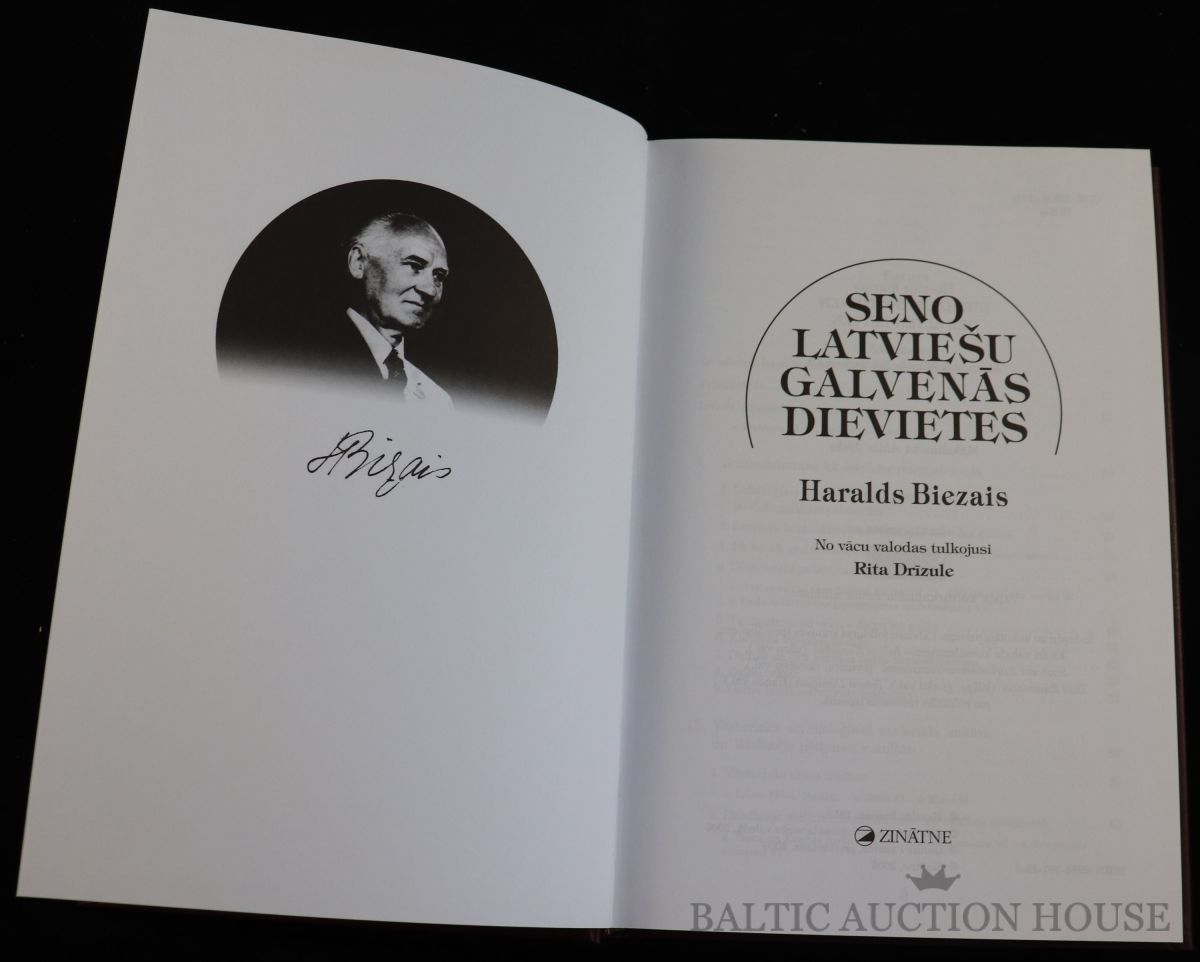 HBiezais
SENO
LATVIEŠU
GALVENĀS
DIEVIETES
Haralds Biezais
No vācu valodas tulkojusi
Rita Drīzule
ZINĀTNE
BALTIC AUCTION HOUSE